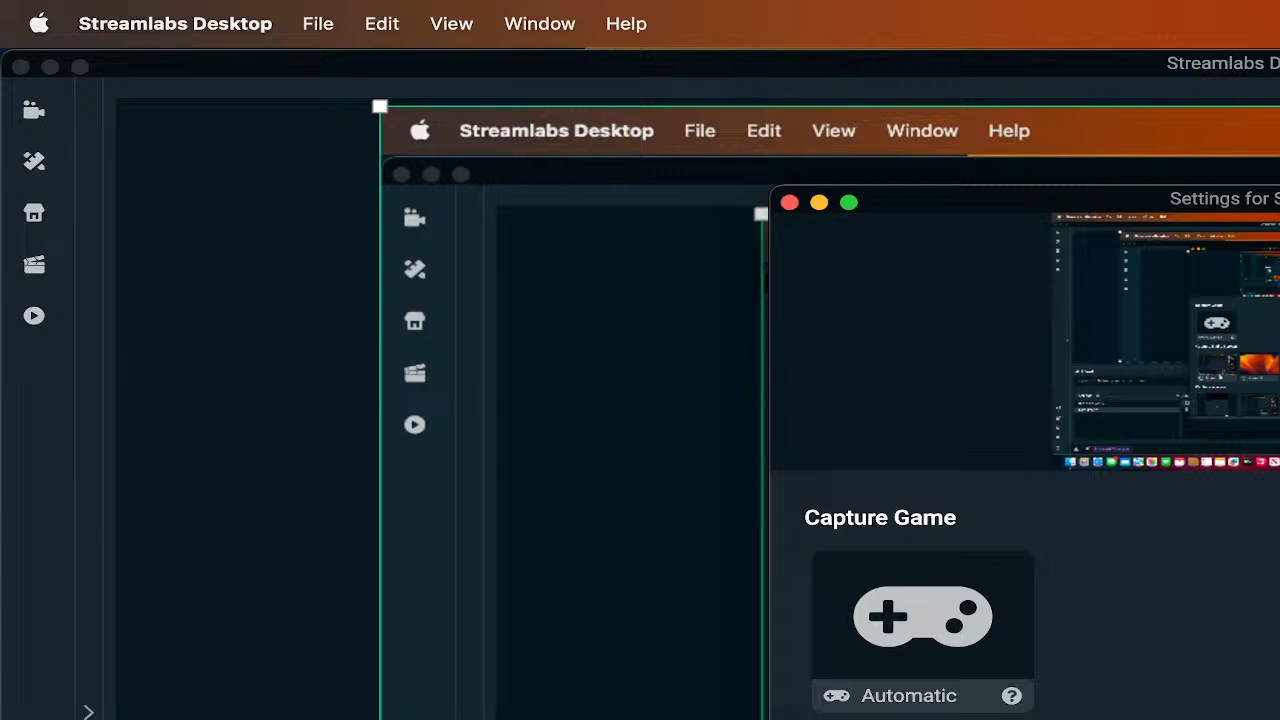 Streamlabs Desktop File Edit View Window Help
Streamlabs D
Streamlabs Desktop File Edit View Window Help
Settings for S
Capture Game
Automatic